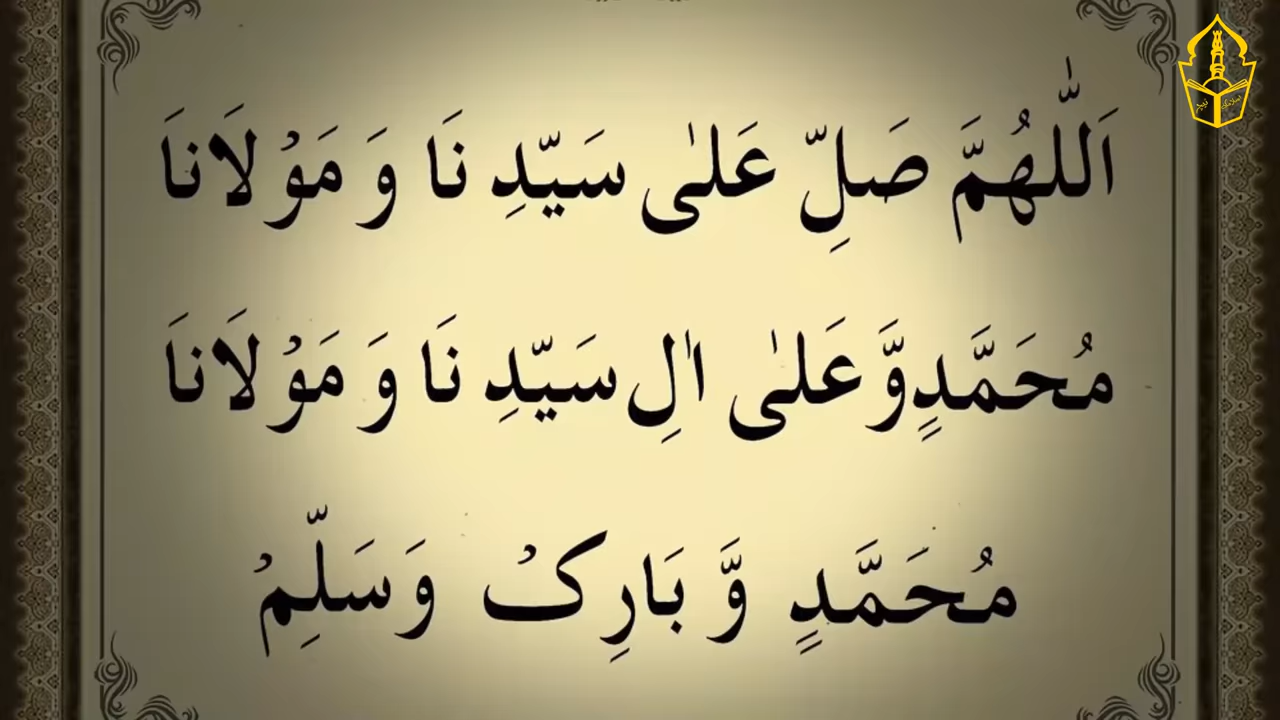 اَللّٰهُمَّ صَلِّ عَلٰى سَيِّدِ نَا وَ مَوْلَانَا
مُحَمَّدٍ وَّ عَلٰى اٰلِ سَيِّدِ نَا وَ مَوْلَانَا
مُحَمَّدٍ وَّ بَارِکْ وَسَلِّمْ